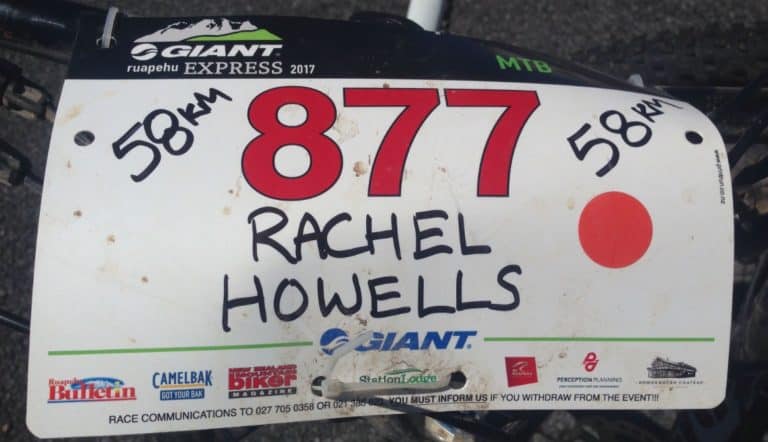 GIANT
ruapehu EXPRESS 2017
MTB
58KM
877
58KM
RACHEL
HOWELLS
GIANT
Ruapehu Bulletin
CAMELBAK
GOT YOUR BAK
NEW ZEALAND
biker
MAGAZINE
Station Lodge
PERCEPTION PLANNING
RACE COMMUNICATIONS TO 027 705 0358 OR 021 YOU MUST INFORM US IF YOU WITHDRAW FROM THE EVENT!!!